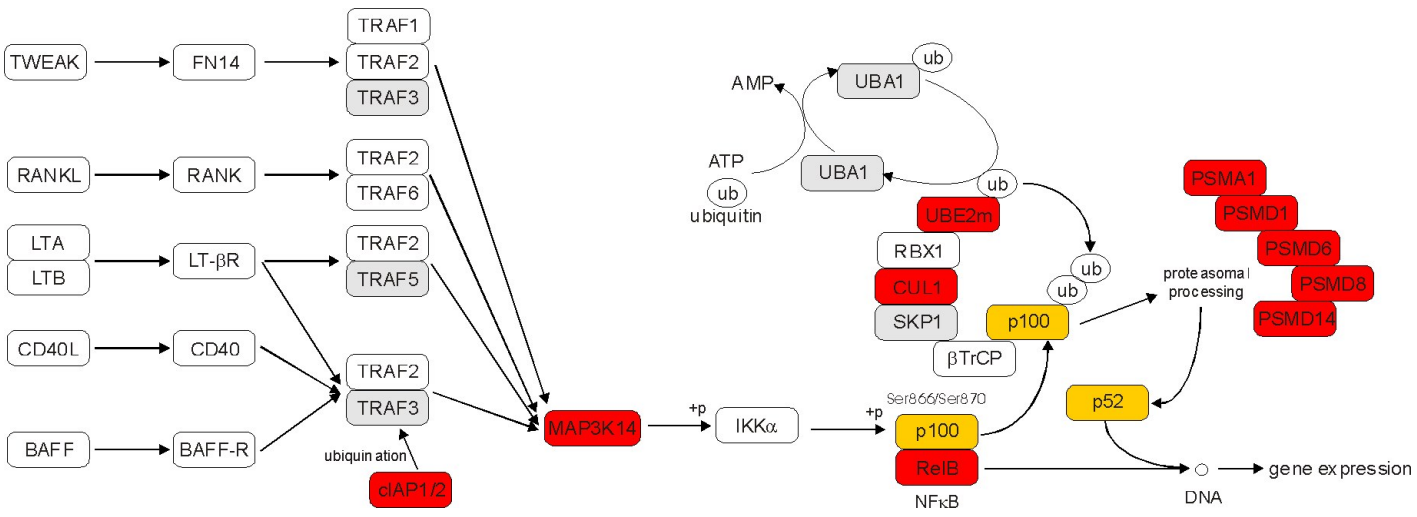 TWEAK
FN14
TRAF1
TRAF2
TRAF3
RANKL
RANK
TRAF2
TRAF6
LTA
LTB
LT-βR
TRAF2
TRAF5
CD40L
CD40
TRAF2
TRAF3
BAFF
BAFF-R
ubiquin ation
cIAP1/2
MAP3K14
+p
IKKα
+p
Ser866/Ser870
p100
RelB
NFκB
AMP
ATP
ub
ubiquitin
UBA1
ub
UBA1
ub
UBE2m
RBX1
CUL1
SKP1
βTrCP
p100
ub
ub
proteasomal
processing
PSMA1
PSMD1
PSMD6
PSMD8
PSMD14
p52
DNA
gene expression